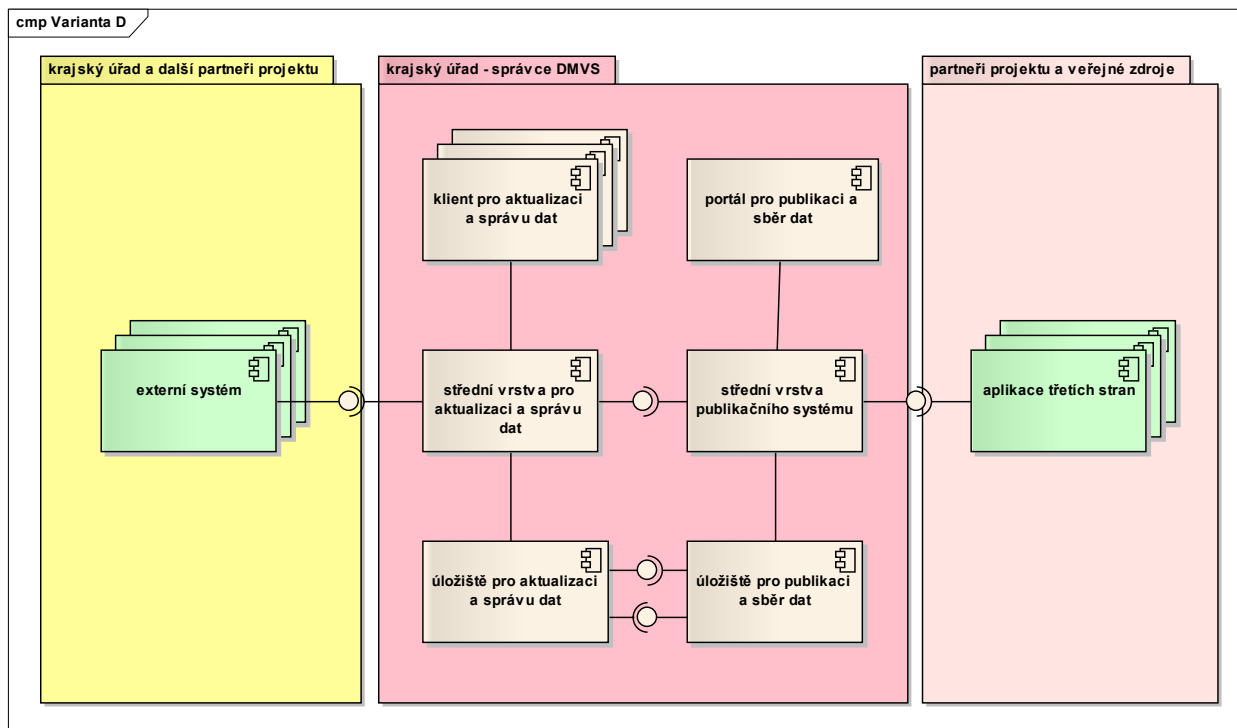 cmp Varianta D
krajský úřad a další partneři projektu
krajský úřad - správce DMVS
partneři projektu a veřejné zdroje
klient pro aktualizaci
a správu dat
portál pro publikaci a
sběr dat
externí systém
střední vrstva pro
aktualizaci a správu
dat
střední vrstva
publikačního systému
aplikace třetích stran
úložiště pro aktualizaci
a správu dat
úložiště pro publikaci
a sběr dat